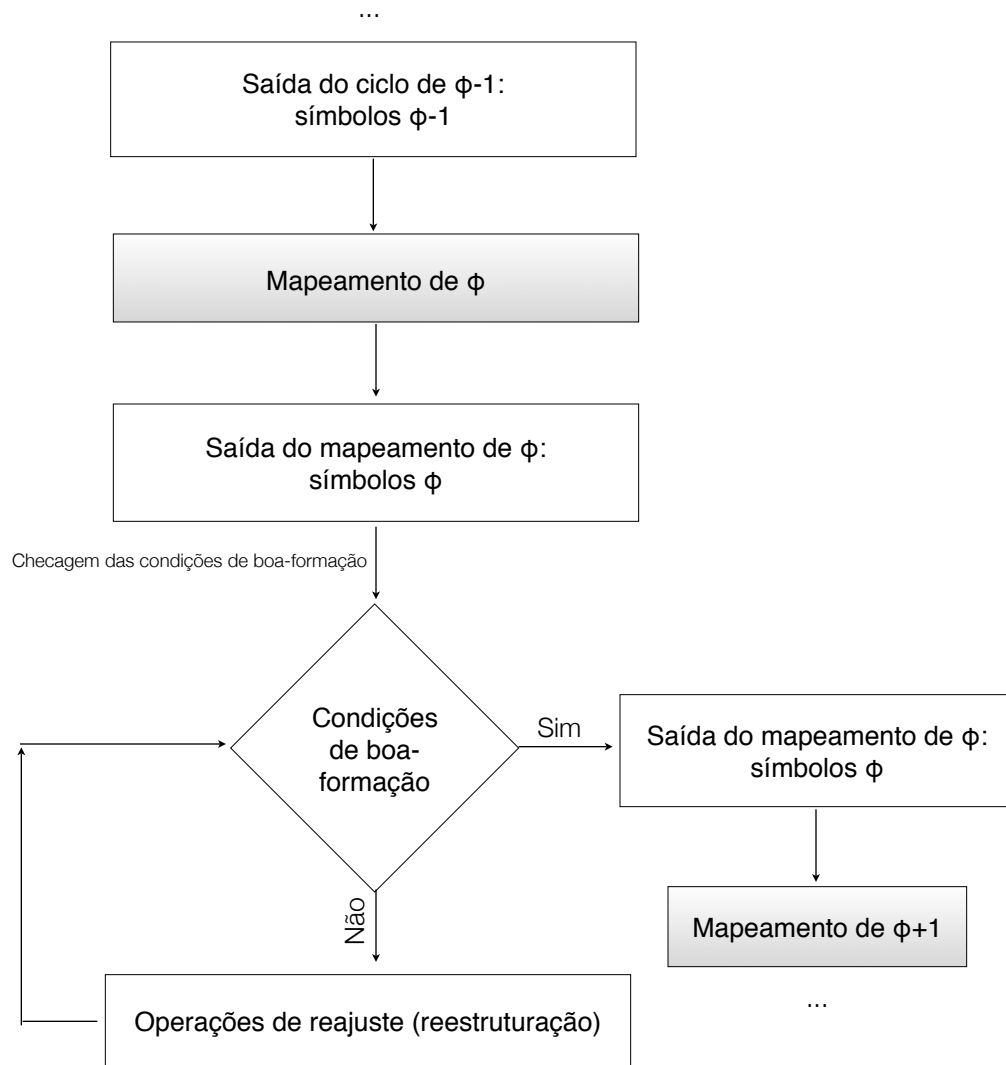 ...
Saída do ciclo de ϕ-1:
símbolos ϕ-1
Mapeamento de ϕ
Saída do mapeamento de ϕ:
símbolos ϕ
Checagem das condições de boa-formação
Condições
de boa-
formação
Sim
Saída do mapeamento de ϕ:
símbolos ϕ
Não
Mapeamento de ϕ+1
...
Operações de reajuste (reestruturação)